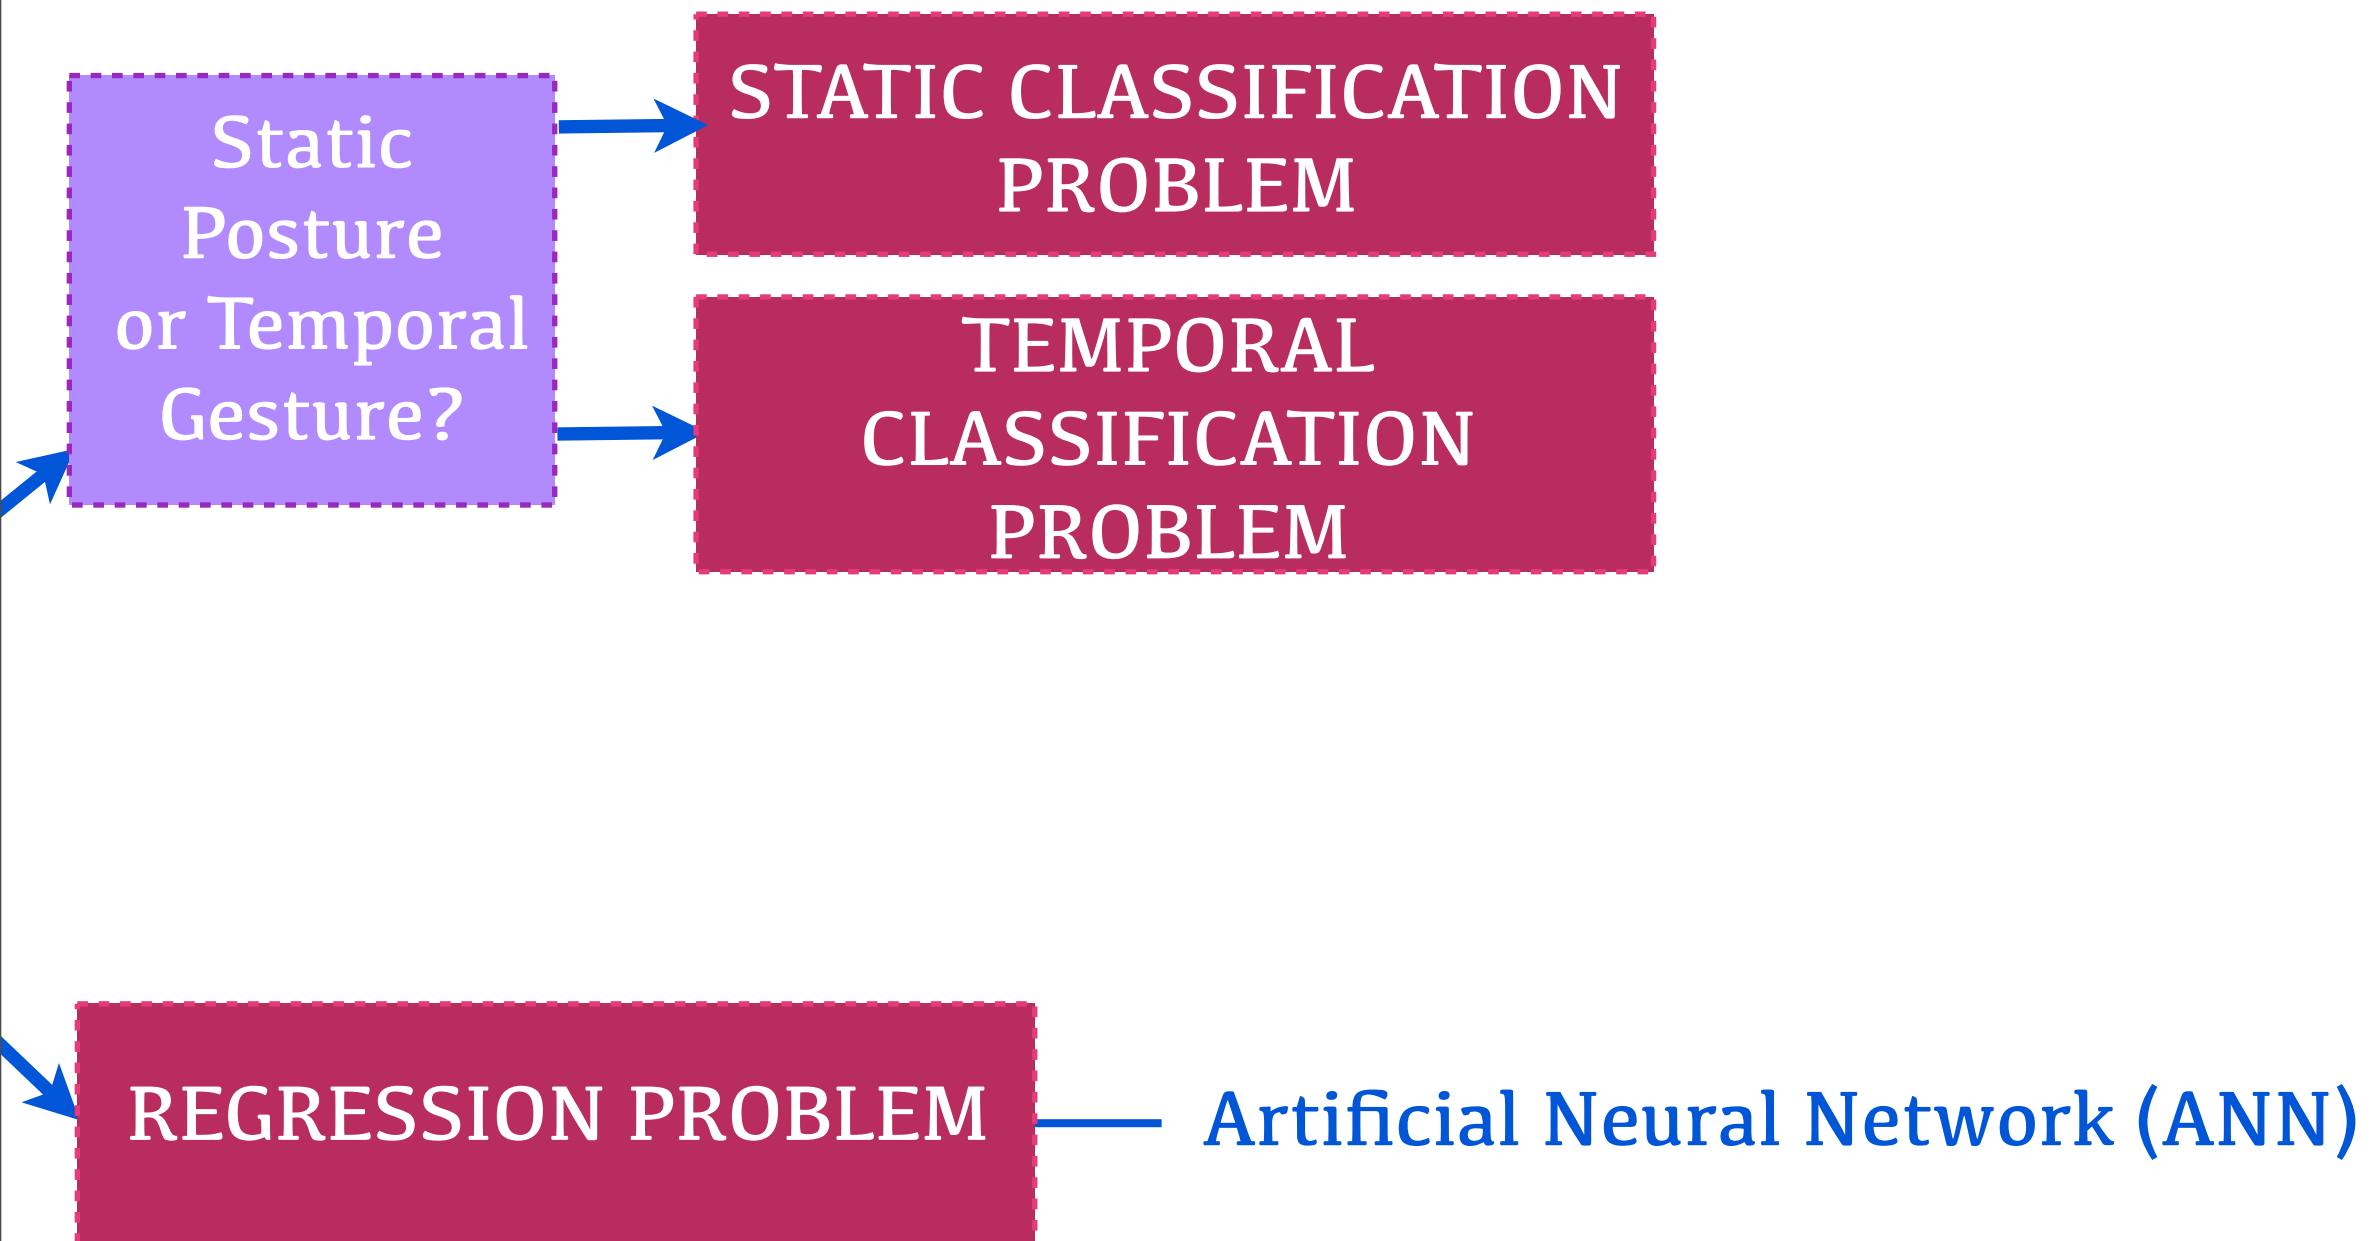 Static
Posture
or Temporal
Gesture?
STATIC CLASSIFICATION
PROBLEM
TEMPORAL
CLASSIFICATION
PROBLEM
REGRESSION PROBLEM
Artificial Neural Network (ANN)